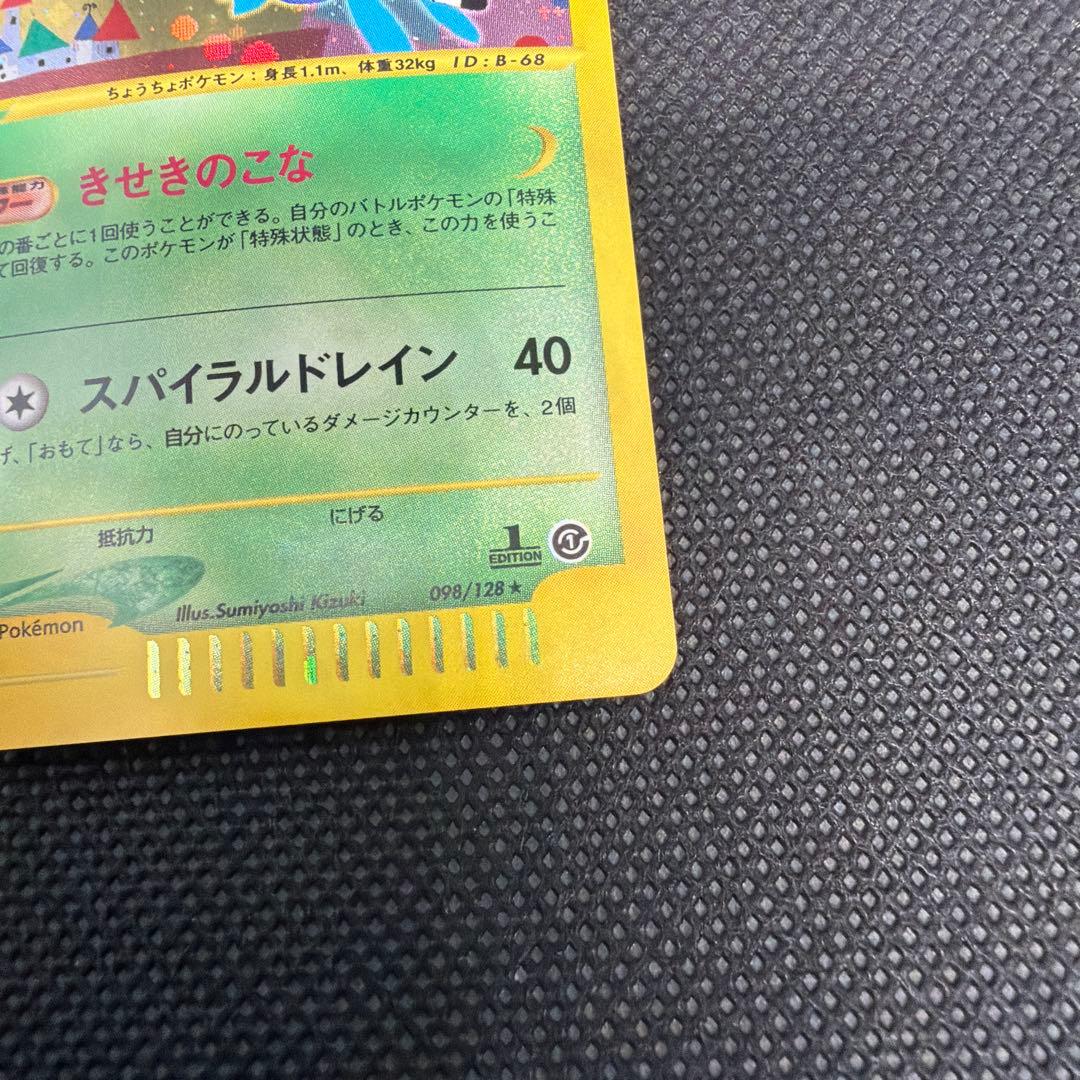 ちょうちょポケモン：身長1.1m、体重32kg ID:B-68
きせきのこな
の番ごとに1回使うことができる。自分のバトルポケモンの「特殊
て回復する。このポケモンが「特殊状態」のとき、この力を使うこ
スパイラルドレイン 40
げ、「おもて」なら、自分にのっているダメージカウンターを、2個
抵抗力 にげる
1 EDITION
Illus.Sumiyoshi Kizuki 098/128★
Pokémon